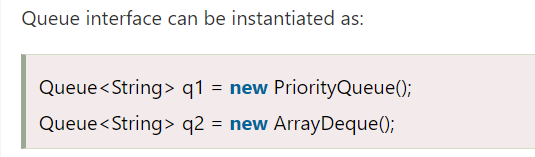 Queue interface can be instantiated as:
Queue<String> q1 = new PriorityQueue();
Queue<String> q2 = new ArrayDeque();